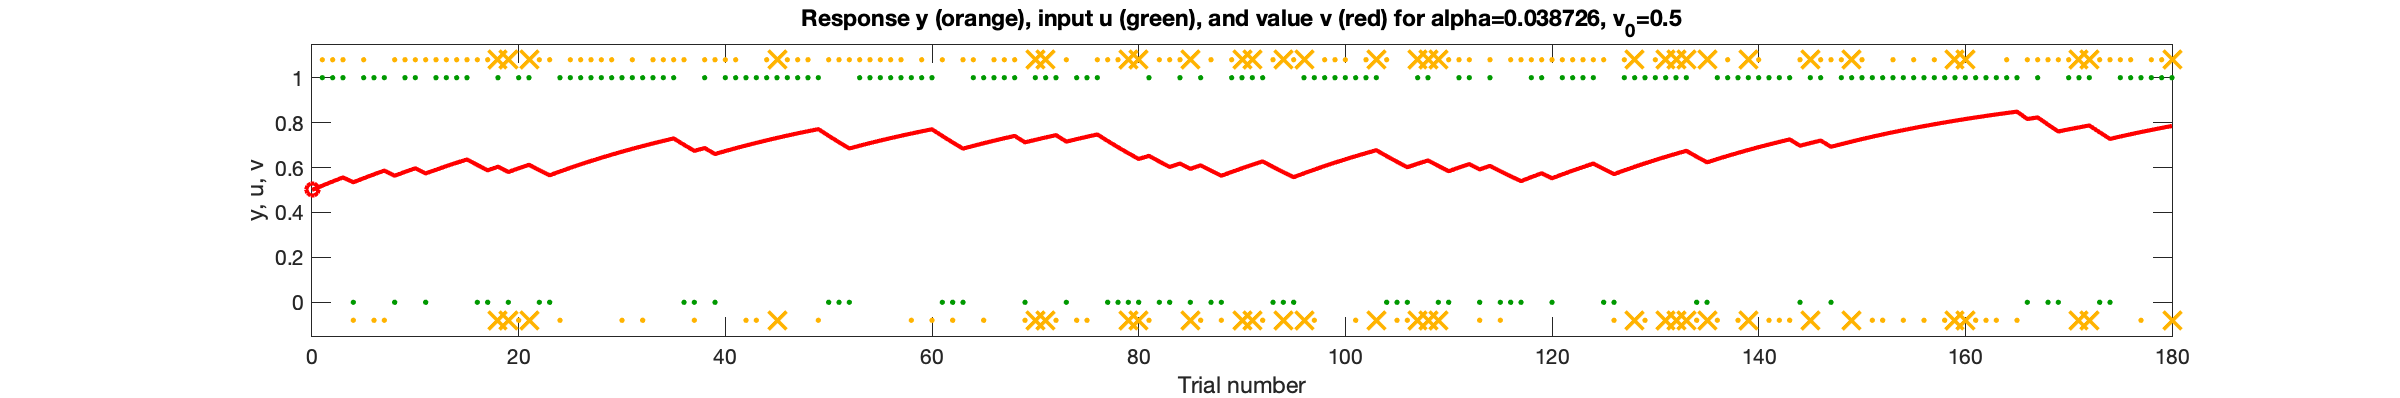 Response y (orange), input u (green), and value v (red) for alpha=0.038726, v0=0.5
y, u, v
1
0.8
0.6
0.4
0.2
0
0 20 40 60 80 100 120 140 160 180
Trial number